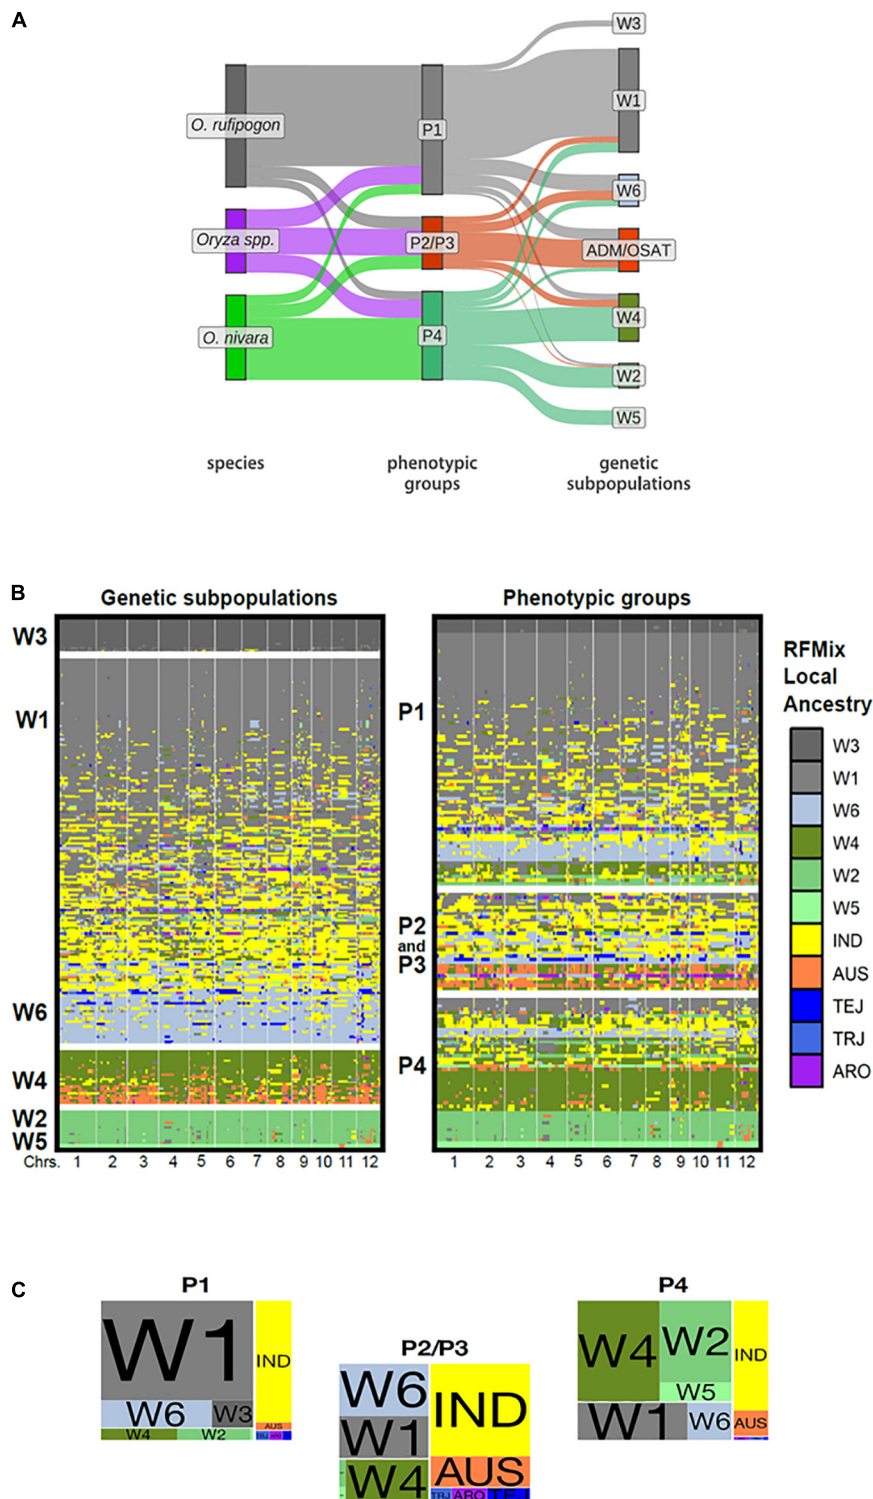 A
W3
O. rufipogon
P1
W1
W6
Oryza spp.
P2/P3
ADM/OSAT
O. nivara
P4
W4
W2
W5
species
phenotypic groups
genetic subpopulations
B
Genetic subpopulations
Phenotypic groups
W3
W1
W6
W4
W2
W5
Chrs. 1 2 3 4 5 6 7 8 9 10 11 12
P1
P2
and
P3
P4
1 2 3 4 5 6 7 8 9 10 11 12
RFMix
Local
Ancestry
W3
W1
W6
W4
W2
W5
IND
AUS
TEJ
TRJ
ARO
C
P1
W1
IND
W6
W3
AUS
W4
W2
TRJ
P2/P3
W6
IND
W1
AUS
W4
TRJ ARO TEJ
P4
W4
W2
IND
W5
W1
W6
AUS